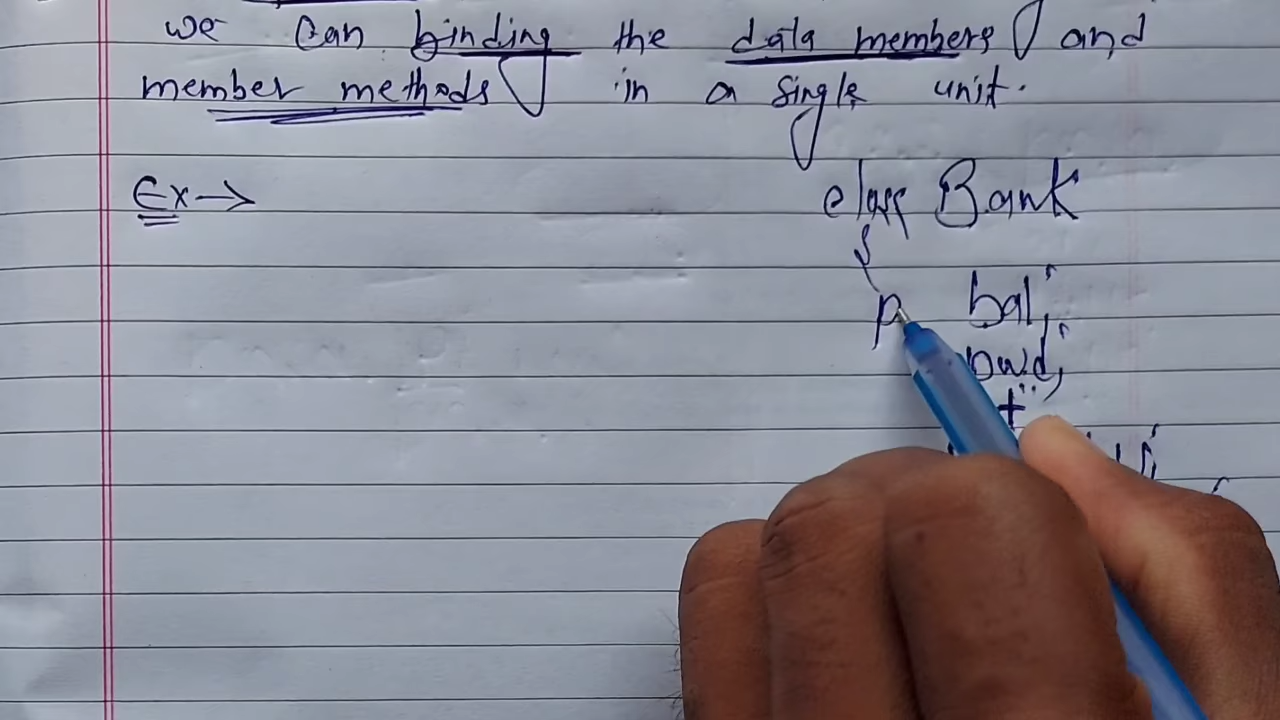 we can binding the data members and
member methods in a single unit.
Ex →
class Bank
{
p bal;
pwd;